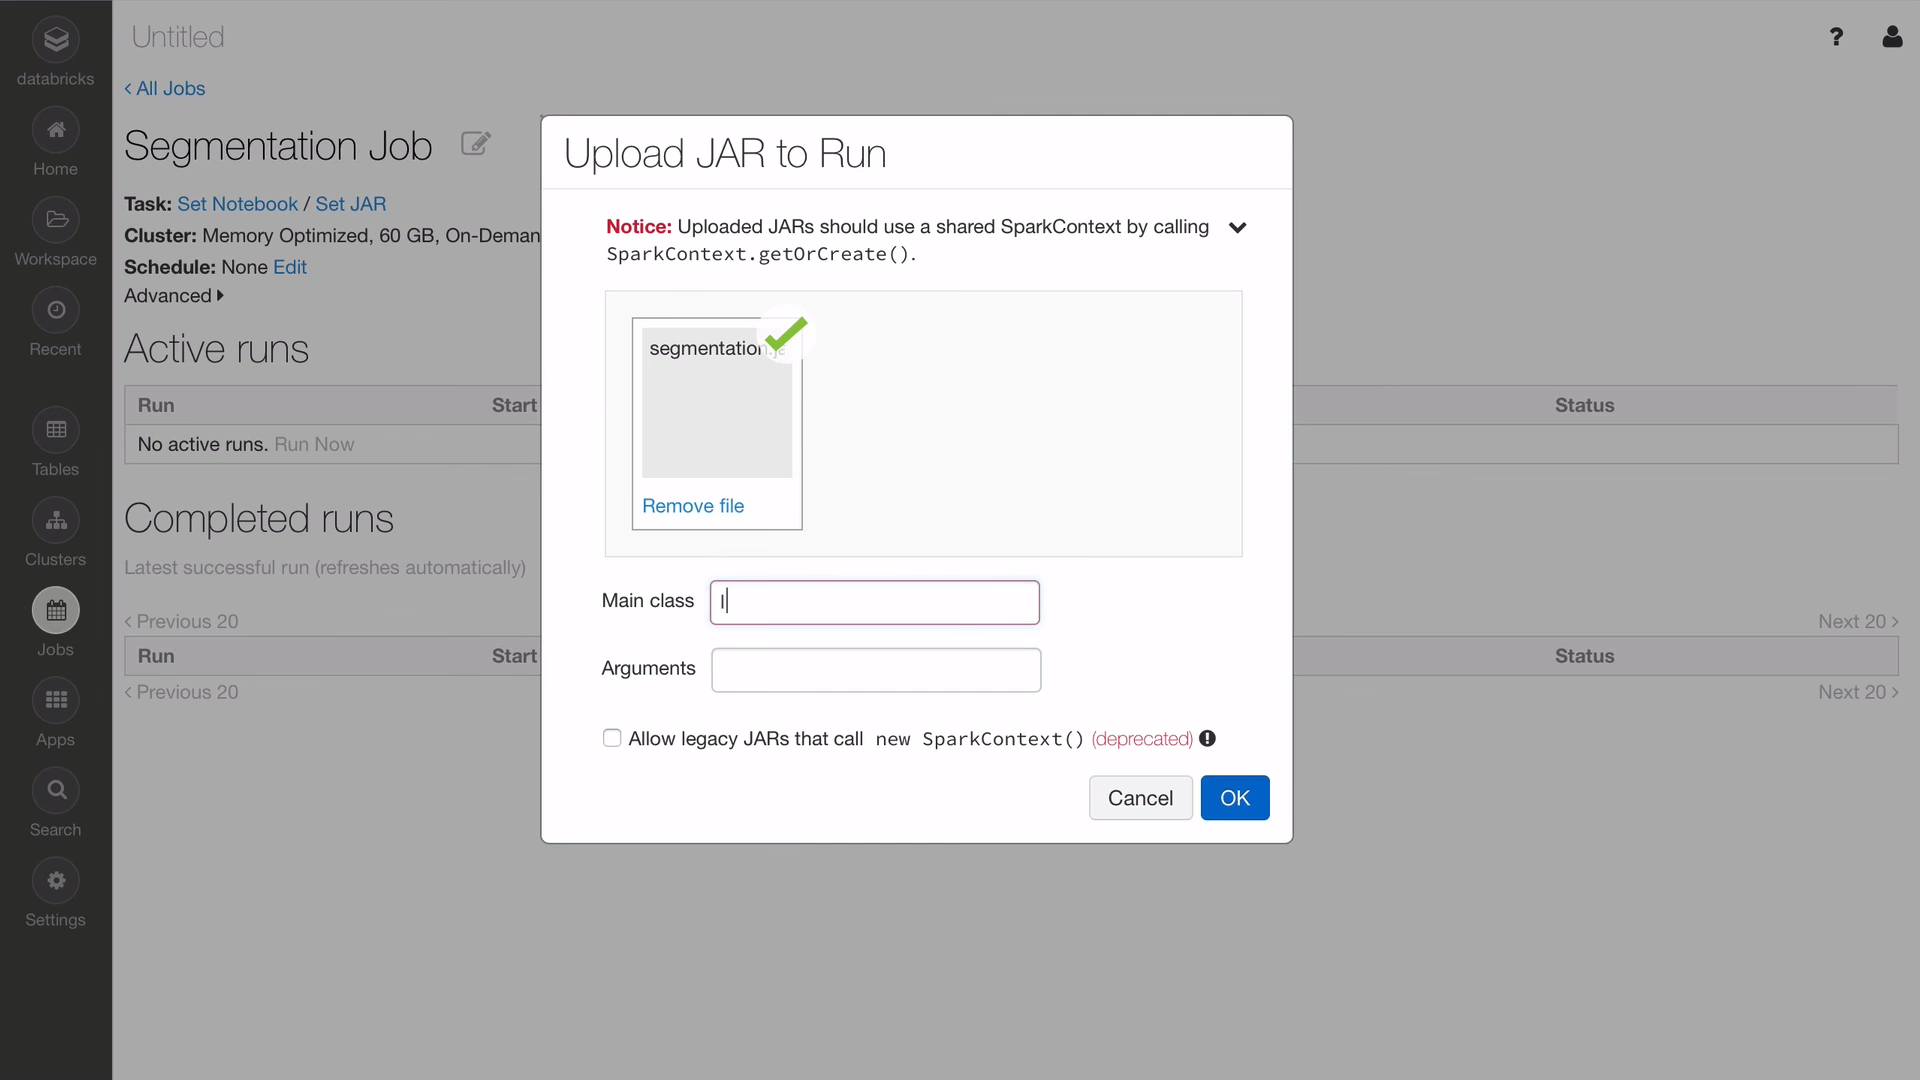 Untitled
databricks
Home
Workspace
Recent
Tables
Clusters
Jobs
Apps
Search
Settings
< All Jobs
Segmentation Job
Task: Set Notebook / Set JAR
Cluster: Memory Optimized, 60 GB, On-Deman
Schedule: None Edit
Advanced
Active runs
Run Start Status
No active runs. Run Now
Completed runs
Latest successful run (refreshes automatically)
< Previous 20 Next 20 >
Run Start Status
< Previous 20 Next 20 >
Upload JAR to Run
Notice: Uploaded JARs should use a shared SparkContext by calling
SparkContext.getOrCreate().
segmentation.ja
Remove file
Main class
Arguments
Allow legacy JARs that call new SparkContext() (deprecated)
Cancel OK